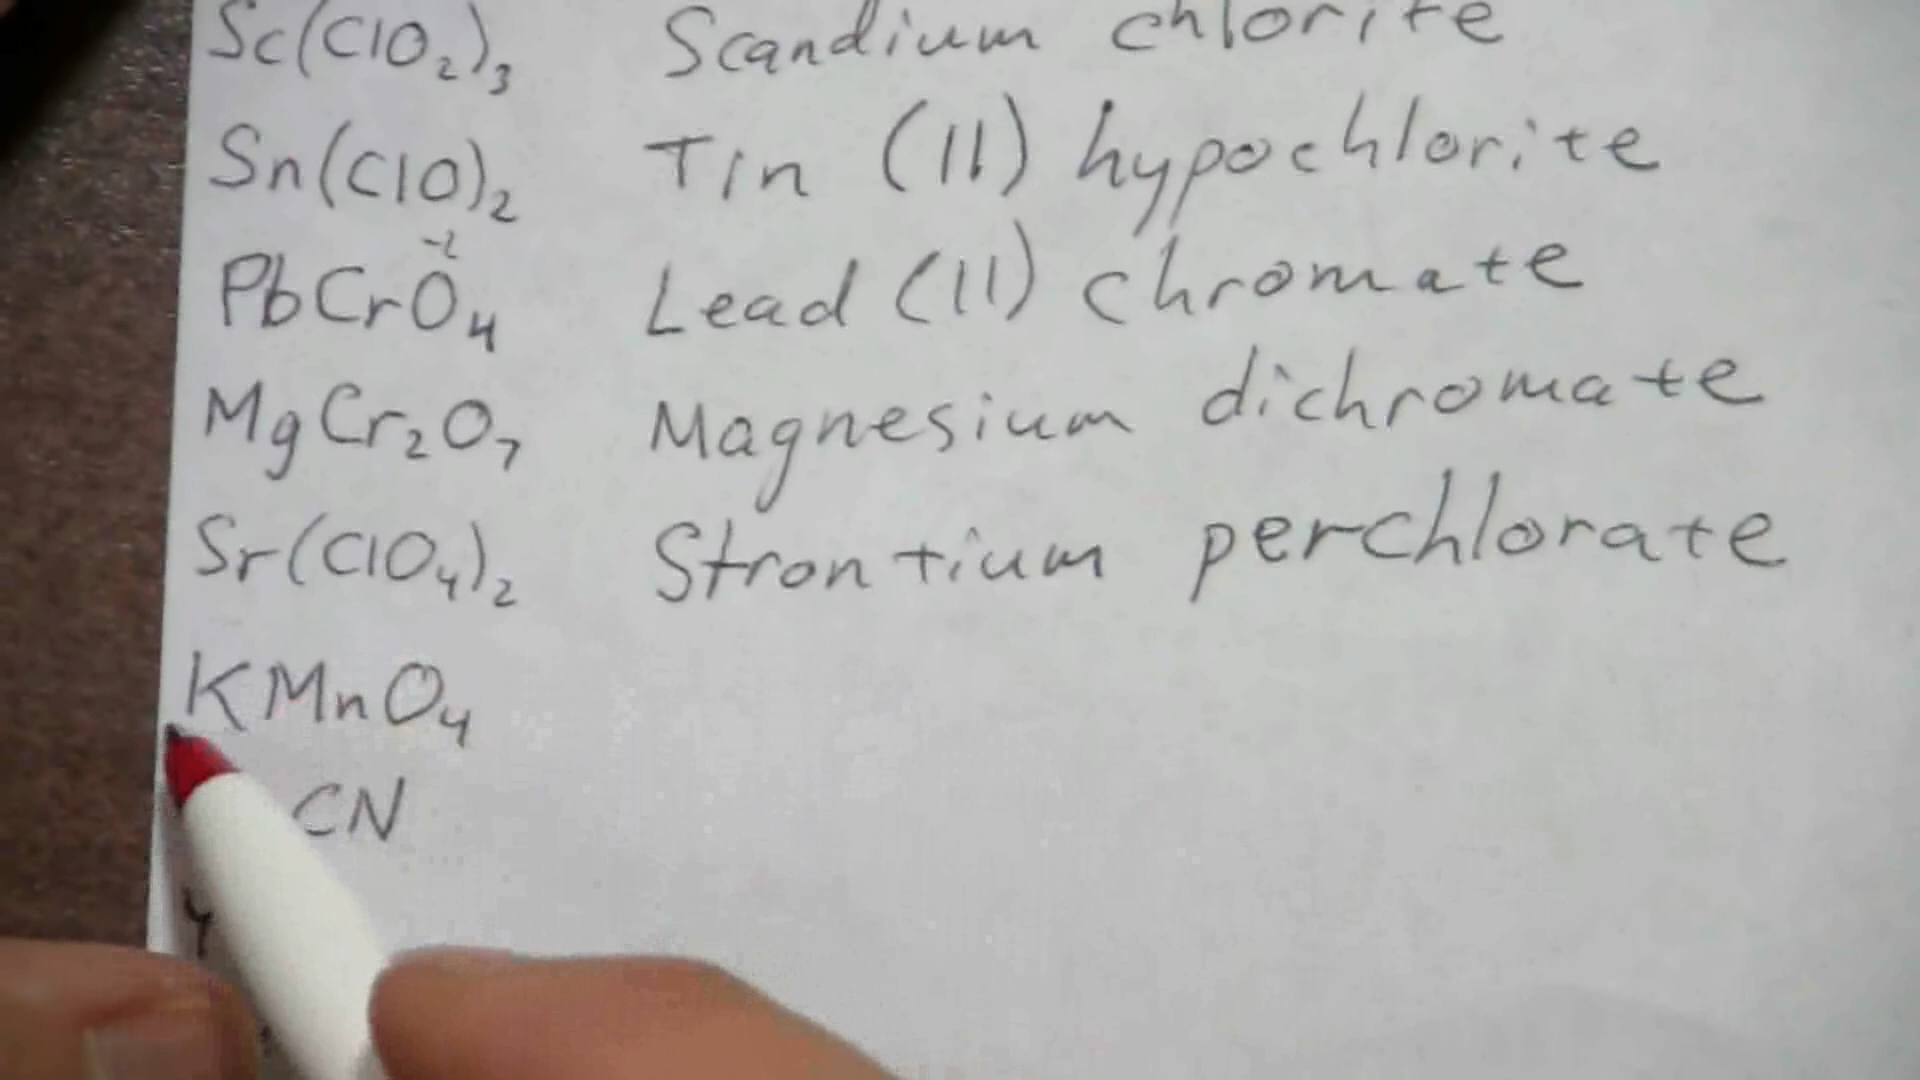 Sc(ClO₂)₃ Scandium chlorite
Sn(ClO)₂ Tin (II) hypochlorite
PbCrO₄⁻² Lead (II) chromate
MgCr₂O₇ Magnesium dichromate
Sr(ClO₄)₂ Strontium perchlorate
KMnO₄
CN